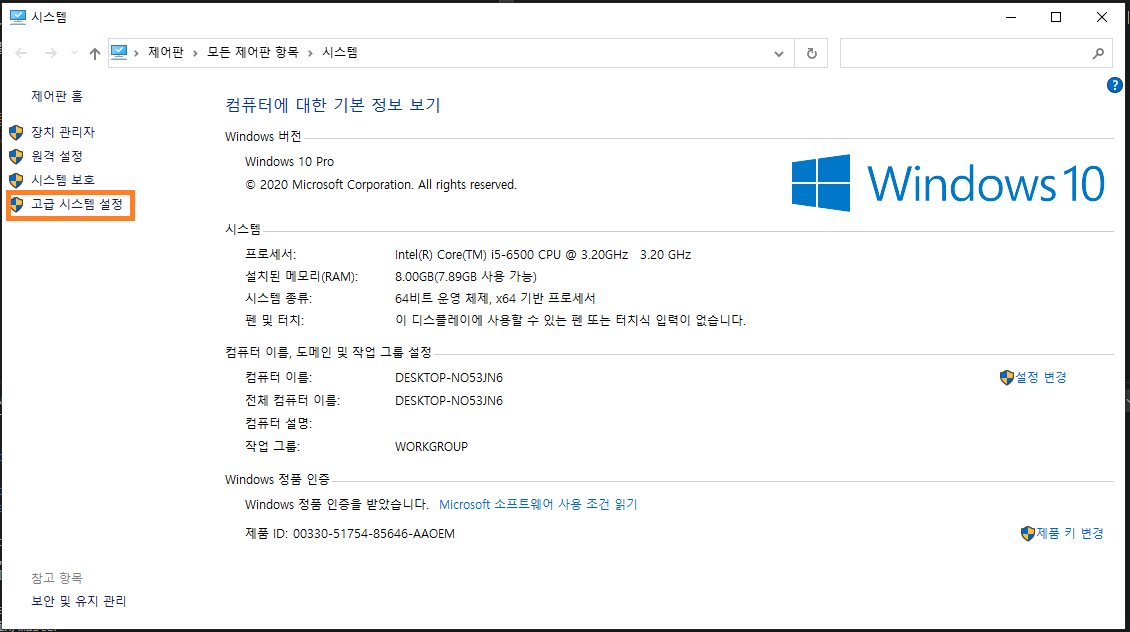 시스템
제어판 › 모든 제어판 항목 › 시스템
제어판 홈
장치 관리자
원격 설정
시스템 보호
고급 시스템 설정
컴퓨터에 대한 기본 정보 보기
Windows 버전
Windows 10 Pro
© 2020 Microsoft Corporation. All rights reserved.
Windows 10
시스템
프로세서: Intel(R) Core(TM) i5-6500 CPU @ 3.20GHz 3.20 GHz
설치된 메모리(RAM): 8.00GB(7.89GB 사용 가능)
시스템 종류: 64비트 운영 체제, x64 기반 프로세서
펜 및 터치: 이 디스플레이에 사용할 수 있는 펜 또는 터치식 입력이 없습니다.
컴퓨터 이름, 도메인 및 작업 그룹 설정
컴퓨터 이름: DESKTOP-NO53JN6 설정 변경
전체 컴퓨터 이름: DESKTOP-NO53JN6
컴퓨터 설명:
작업 그룹: WORKGROUP
Windows 정품 인증
Windows 정품 인증을 받았습니다. Microsoft 소프트웨어 사용 조건 읽기
제품 ID: 00330-51754-85646-AAOEM 제품 키 변경
참고 항목
보안 및 유지 관리